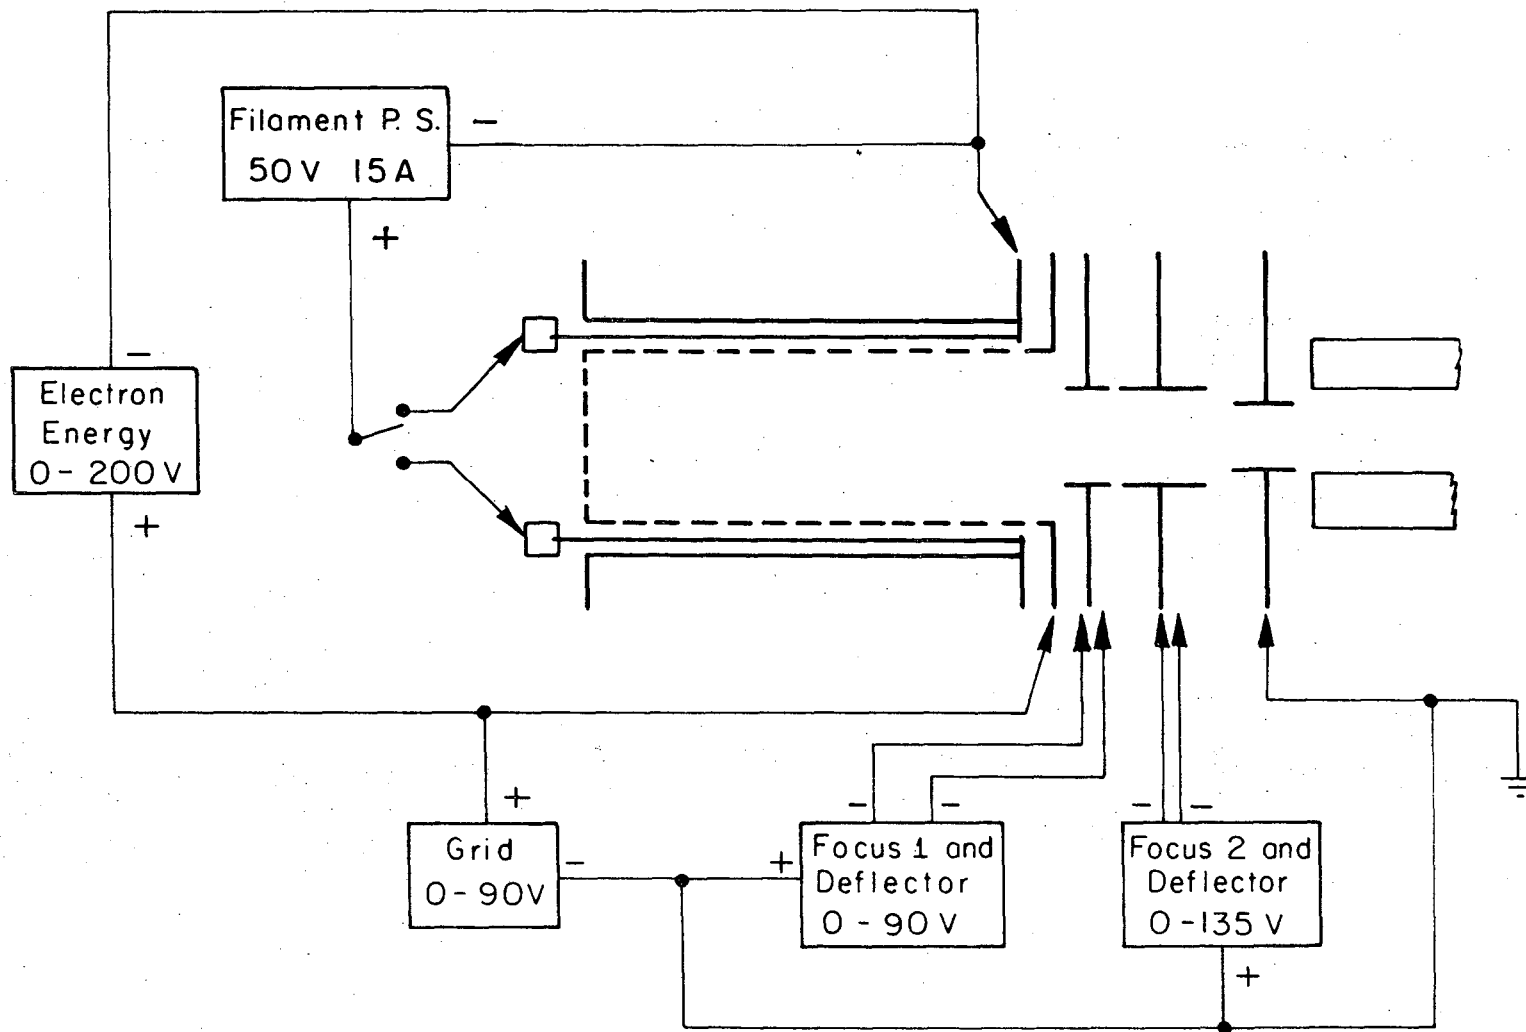 Filament P. S.
50V 15A
−
+
−
Electron
Energy
0 - 200 V
+
+
Grid
0 - 90V
−
− −
+
Focus 1 and
Deflector
0 - 90 V
− −
Focus 2 and
Deflector
0 - 135 V
+